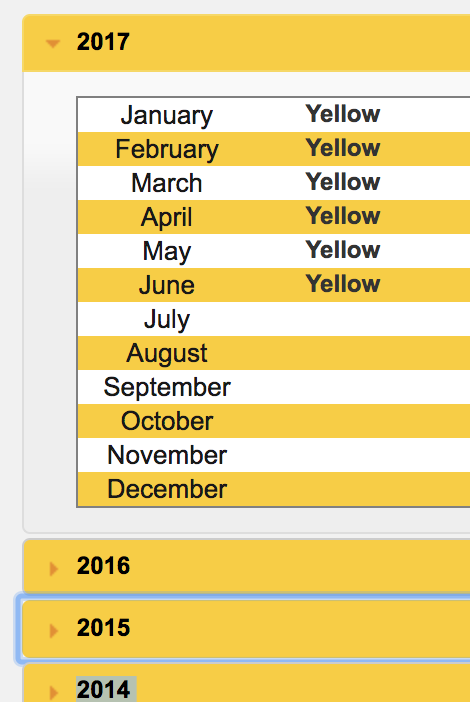 2017
January Yellow
February Yellow
March Yellow
April Yellow
May Yellow
June Yellow
July
August
September
October
November
December
2016
2015
2014